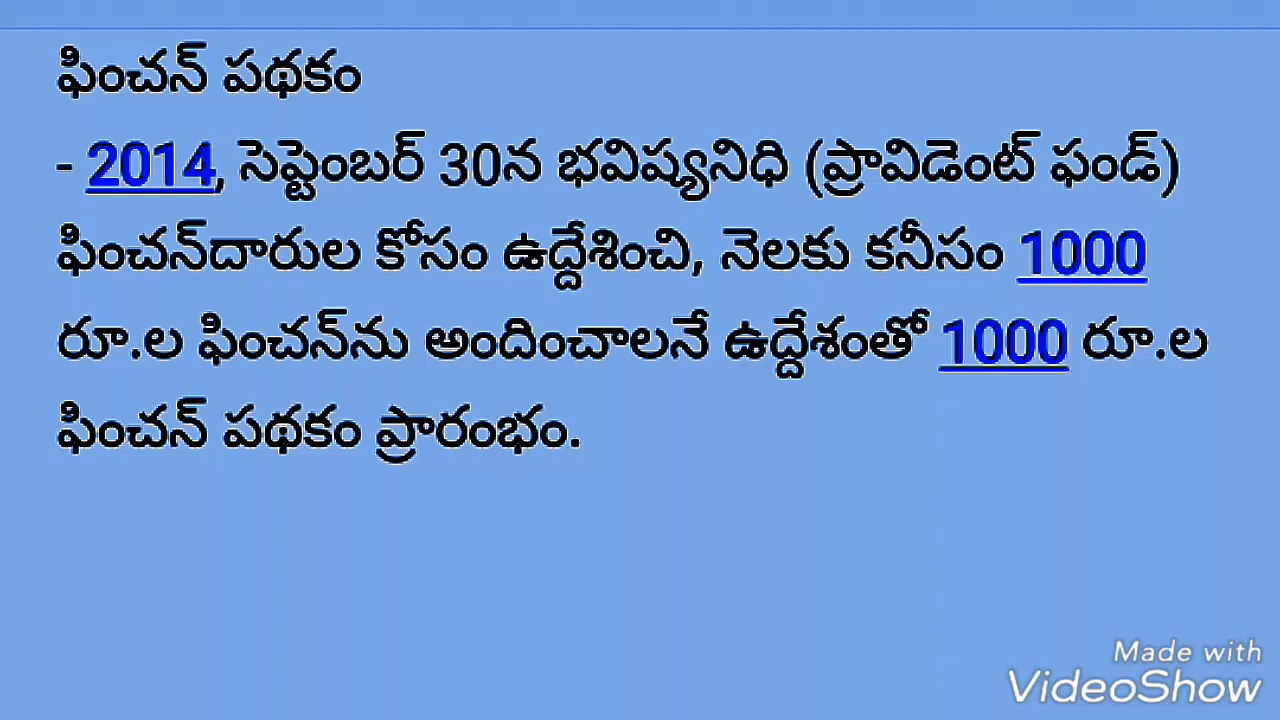 ఫించన్ పథకం
- 2014, సెప్టెంబర్ 30న భవిష్యనిధి (ప్రావిడెంట్ ఫండ్)
ఫించన్‌దారుల కోసం ఉద్దేశించి, నెలకు కనీసం 1000
రూ.ల ఫించన్‌ను అందించాలనే ఉద్దేశంతో 1000 రూ.ల
ఫించన్ పథకం ప్రారంభం.
Made with
VideoShow